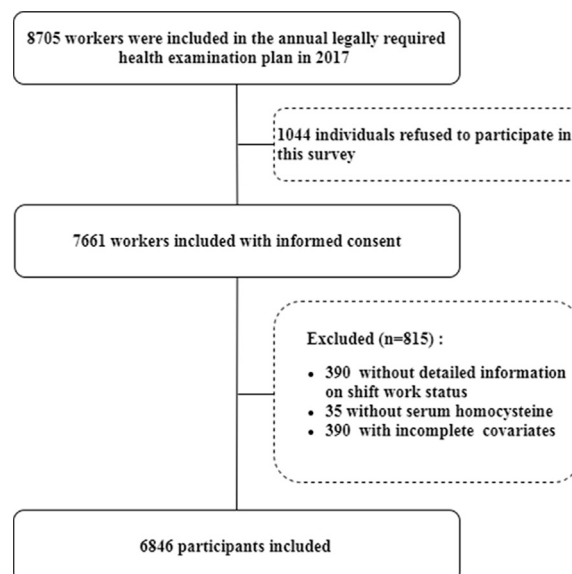 8705 workers were included in the annual legally required
health examination plan in 2017
1044 individuals refused to participate in
this survey
7661 workers included with informed consent
Excluded (n=815) :
• 390 without detailed information
on shift work status
• 35 without serum homocysteine
• 390 with incomplete covariates
6846 participants included